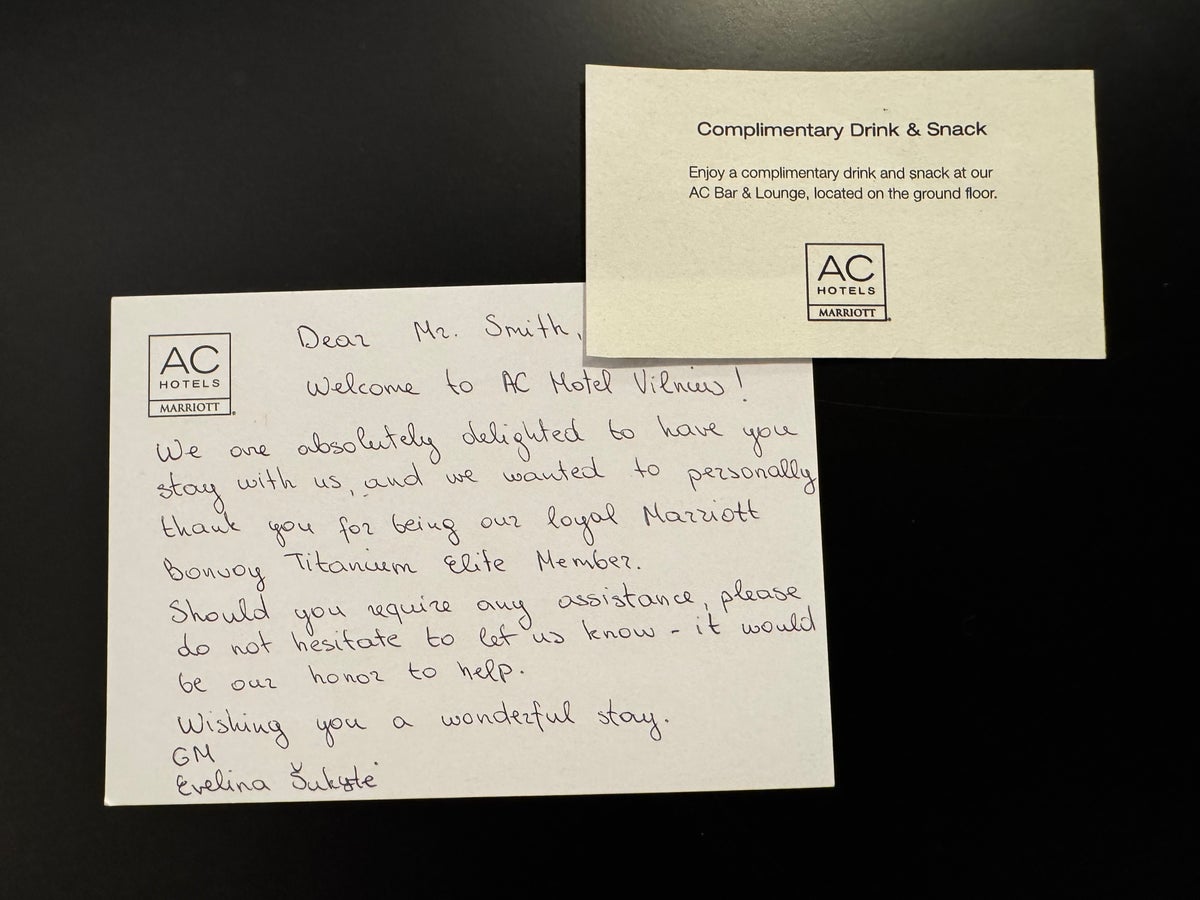 Complimentary Drink & Snack
Enjoy a complimentary drink and snack at our
AC Bar & Lounge, located on the ground floor.
AC
HOTELS
MARRIOTT
AC
HOTELS
MARRIOTT
Dear Mr. Smith,
Welcome to AC Hotel Vilnius!
We are absolutely delighted to have you
stay with us, and we wanted to personally
thank you for being our loyal Marriott
Bonvoy Titanium Elite Member.
Should you require any assistance, please
do not hesitate to let us know - it would
be our honor to help.
Wishing you a wonderful stay.
GM
Evelina Šukytė